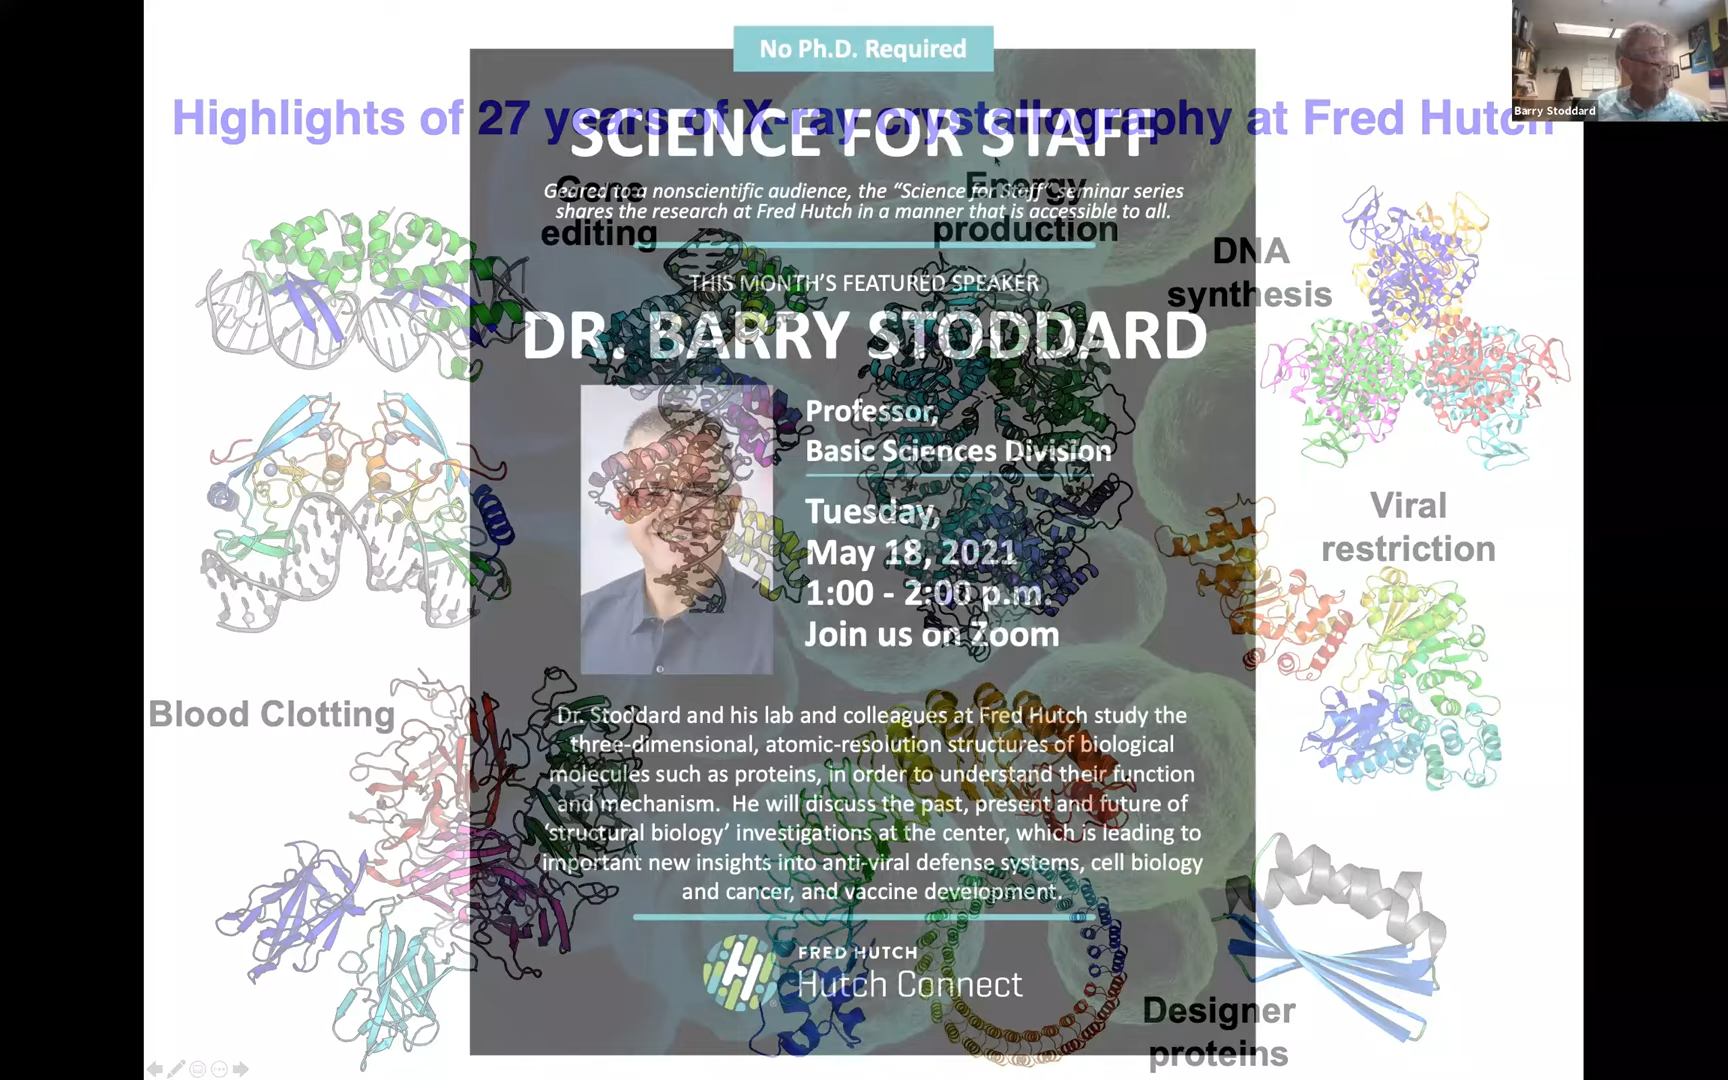 No Ph.D. Required
Barry Stoddard
Highlights of 27 years of X-ray crystallography at Fred Hutch
SCIENCE FOR STAFF
Geared to a nonscientific audience, the “Science for Staff” seminar series
shares the research at Fred Hutch in a manner that is accessible to all.
Gene
editing
Energy
production
DNA
synthesis
THIS MONTH’S FEATURED SPEAKER
DR. BARRY STODDARD
Professor,
Basic Sciences Division
Tuesday,
May 18, 2021
1:00 - 2:00 p.m.
Join us on Zoom
Viral
restriction
Blood Clotting
Dr. Stoddard and his lab and colleagues at Fred Hutch study the
three-dimensional, atomic-resolution structures of biological
molecules such as proteins, in order to understand their function
and mechanism. He will discuss the past, present and future of
‘structural biology’ investigations at the center, which is leading to
important new insights into anti-viral defense systems, cell biology
and cancer, and vaccine development.
FRED HUTCH
Hutch Connect
Designer
proteins